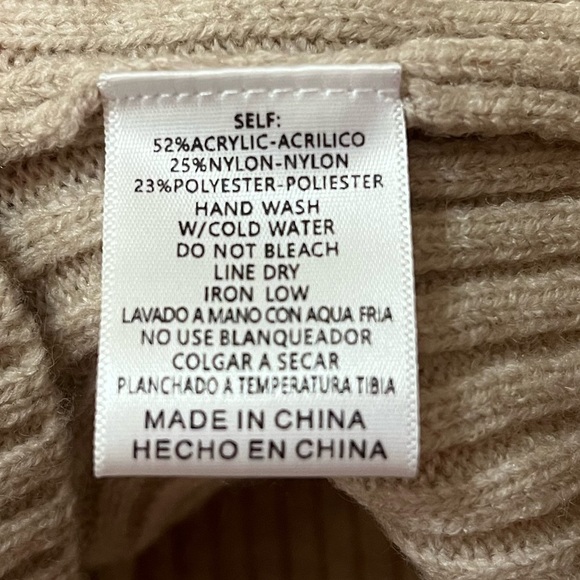 SELF:
52%ACRYLIC-ACRILICO
25%NYLON-NYLON
23%POLYESTER-POLIESTER
HAND WASH
W/COLD WATER
DO NOT BLEACH
LINE DRY
IRON LOW
LAVADO A MANO CON AQUA FRIA
NO USE BLANQUEADOR
COLGAR A SECAR
PLANCHADO A TEMPERATURA TIBIA
MADE IN CHINA
HECHO EN CHINA